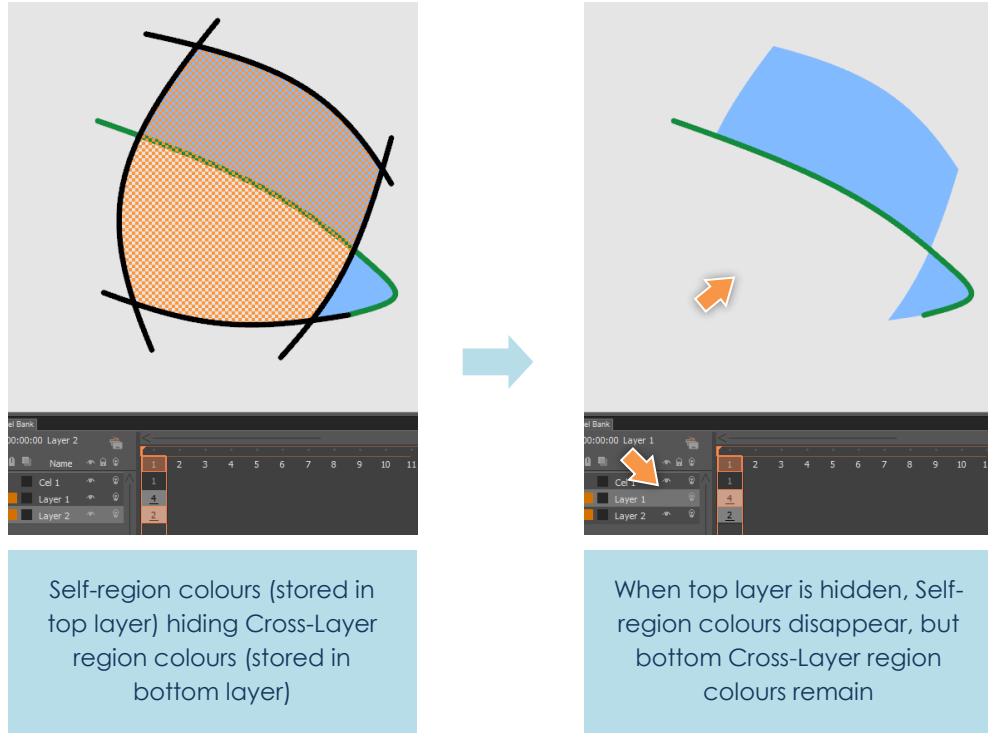 el Bank
00:00:00 Layer 2
Name
1 2 3 4 5 6 7 8 9 10 11
Cel 1
1
Layer 1
4
Layer 2
2
el Bank
00:00:00 Layer 1
Name
1 2 3 4 5 6 7 8 9 10
Cel 1
1
Layer 1
4
Layer 2
2
Self-region colours (stored in
top layer) hiding Cross-Layer
region colours (stored in
bottom layer)
When top layer is hidden, Self-
region colours disappear, but
bottom Cross-Layer region
colours remain